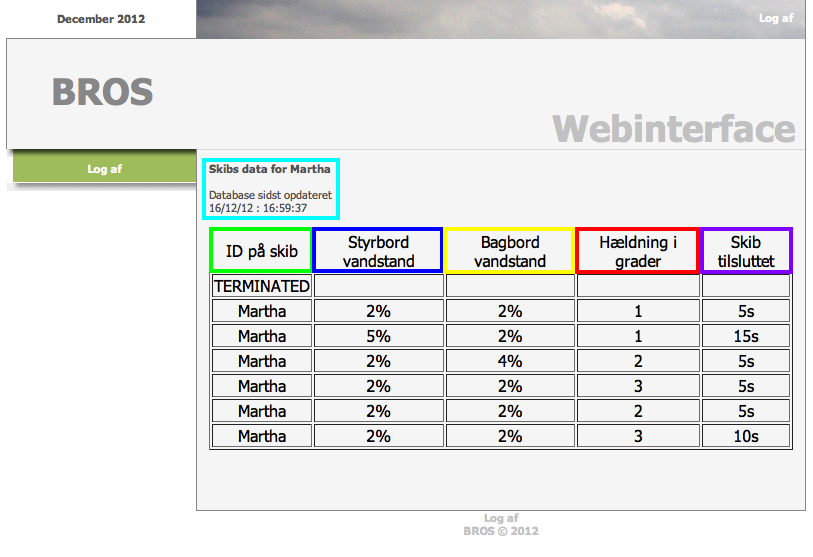 December 2012
Log af
BROS
Webinterface
Log af
Skibs data for Martha
Database sidst opdateret
16/12/12 : 16:59:37
ID på skib Styrbord vandstand Bagbord vandstand Hældning i grader Skib tilsluttet
TERMINATED
Martha 2% 2% 1 5s
Martha 5% 2% 1 15s
Martha 2% 4% 2 5s
Martha 2% 2% 3 5s
Martha 2% 2% 2 5s
Martha 2% 2% 3 10s
Log af
BROS © 2012